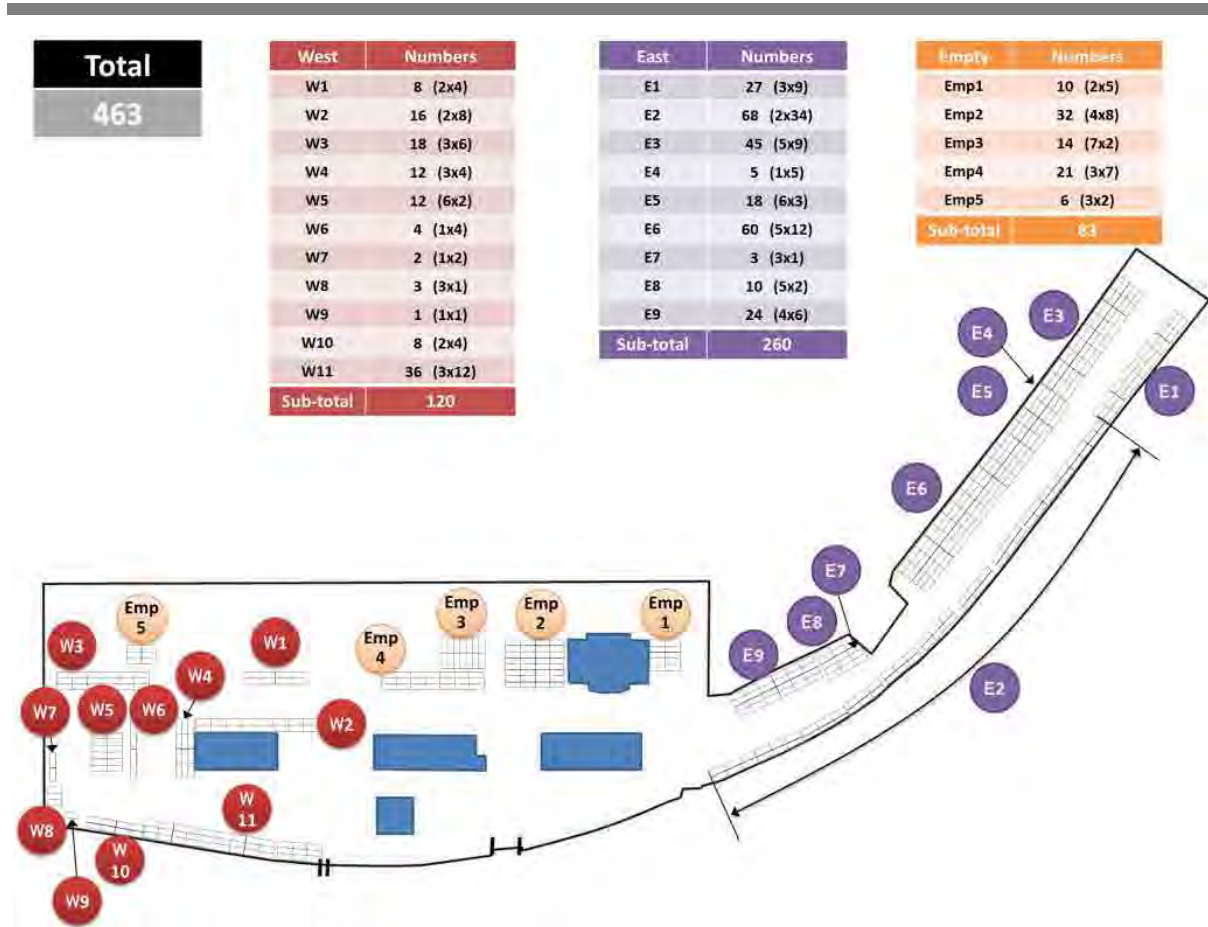 Total
463
West Numbers
W1 8 (2x4)
W2 16 (2x8)
W3 18 (3x6)
W4 12 (3x4)
W5 12 (6x2)
W6 4 (1x4)
W7 2 (1x2)
W8 3 (3x1)
W9 1 (1x1)
W10 8 (2x4)
W11 36 (3x12)
Sub-total 120
East Numbers
E1 27 (3x9)
E2 68 (2x34)
E3 45 (5x9)
E4 5 (1x5)
E5 18 (6x3)
E6 60 (5x12)
E7 3 (3x1)
E8 10 (5x2)
E9 24 (4x6)
Sub-total 260
Empty Numbers
Emp1 10 (2x5)
Emp2 32 (4x8)
Emp3 14 (7x2)
Emp4 21 (3x7)
Emp5 6 (3x2)
Sub-total 83
E3
E4
E5
E1
E6
E7
E8
E9
E2
Emp
5
Emp
3
Emp
2
Emp
1
Emp
4
W3
W1
W4
W7
W5
W6
W2
W
11
W8
W
10
W9